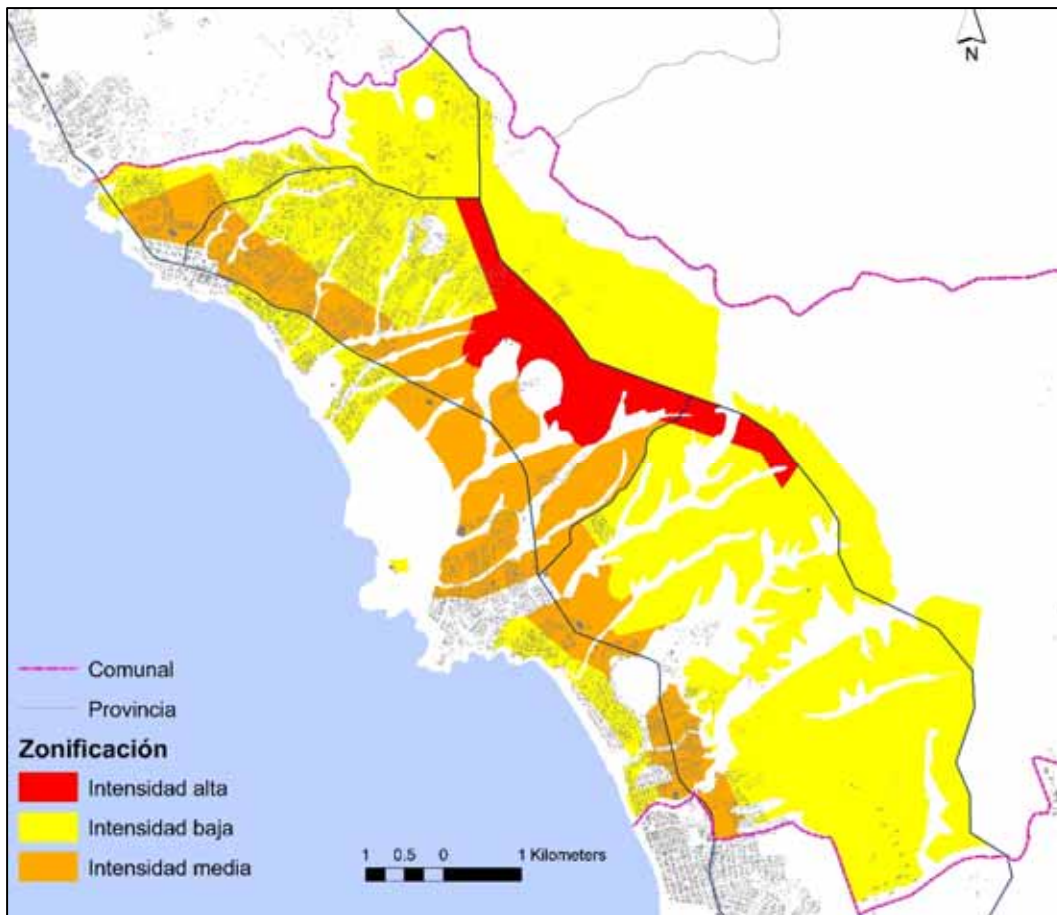 N
Comunal
Provincia
Zonificación
Intensidad alta
Intensidad baja
Intensidad media
1 0.5 0 1 Kilometers